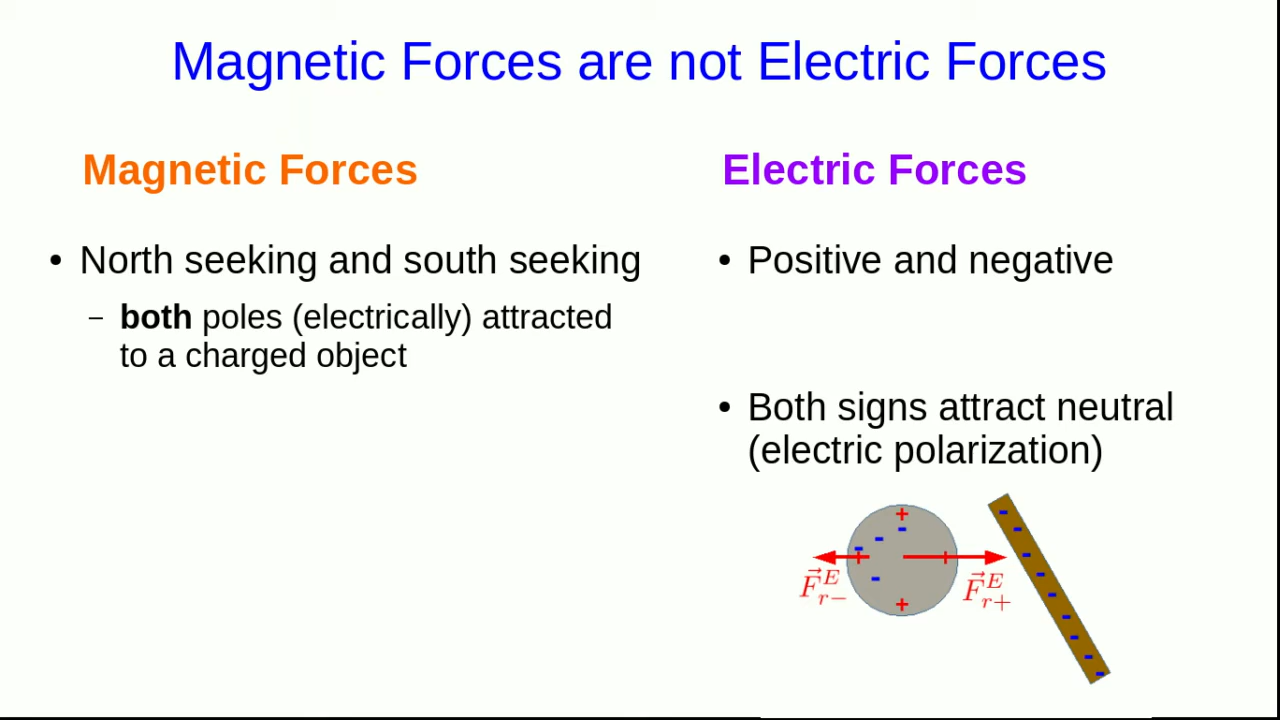 Magnetic Forces are not Electric Forces
Magnetic Forces
• North seeking and south seeking
– both poles (electrically) attracted
to a charged object
Electric Forces
• Positive and negative
• Both signs attract neutral
(electric polarization)
+
-
-
-
+
+
-
+
F⃗ᴱᵣ₋
F⃗ᴱᵣ₊
-
-
-
-
-
-
-
-
-